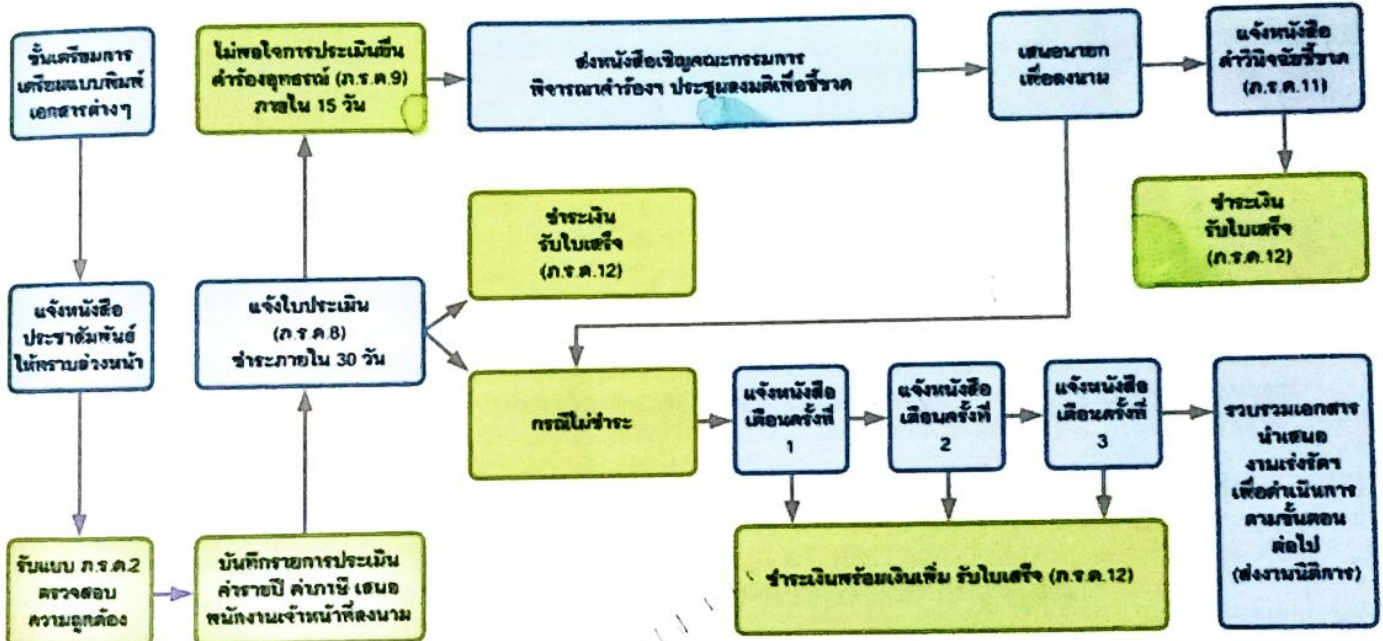 ขั้นเตรียมการ
เตรียมแบบพิมพ์
เอกสารต่างๆ
ไม่พอใจการประเมินยื่น
คำร้องอุทธรณ์ (ภ.ร.ด.9)
ภายใน 15 วัน
ส่งหนังสือเชิญคณะกรรมการ
พิจารณาคำร้องฯ ประชุมลงมติเพื่อชี้ขาด
เสนอนายก
เพื่อลงนาม
แจ้งหนังสือ
คำวินิจฉัยชี้ขาด
(ภ.ร.ด.11)
ชำระเงิน
รับใบเสร็จ
(ภ.ร.ด.12)
ชำระเงิน
รับใบเสร็จ
(ภ.ร.ด.12)
แจ้งหนังสือ
ประชาสัมพันธ์
ให้ทราบล่วงหน้า
แจ้งใบประเมิน
(ภ.ร.ด.8)
ชำระภายใน 30 วัน
กรณีไม่ชำระ
แจ้งหนังสือ
เตือนครั้งที่
1
แจ้งหนังสือ
เตือนครั้งที่
2
แจ้งหนังสือ
เตือนครั้งที่
3
รวบรวมเอกสาร
นำเสนอ
งานเร่งรัดฯ
เพื่อดำเนินการ
ตามขั้นตอน
ต่อไป
(ส่งงานนิติการ)
รับแบบ ภ.ร.ด.2
ตรวจสอบ
ความถูกต้อง
บันทึกรายการประเมิน
ค่ารายปี ค่าภาษี เสนอ
พนักงานเจ้าหน้าที่ลงนาม
ชำระเงินพร้อมเงินเพิ่ม รับใบเสร็จ (ภ.ร.ด.12)